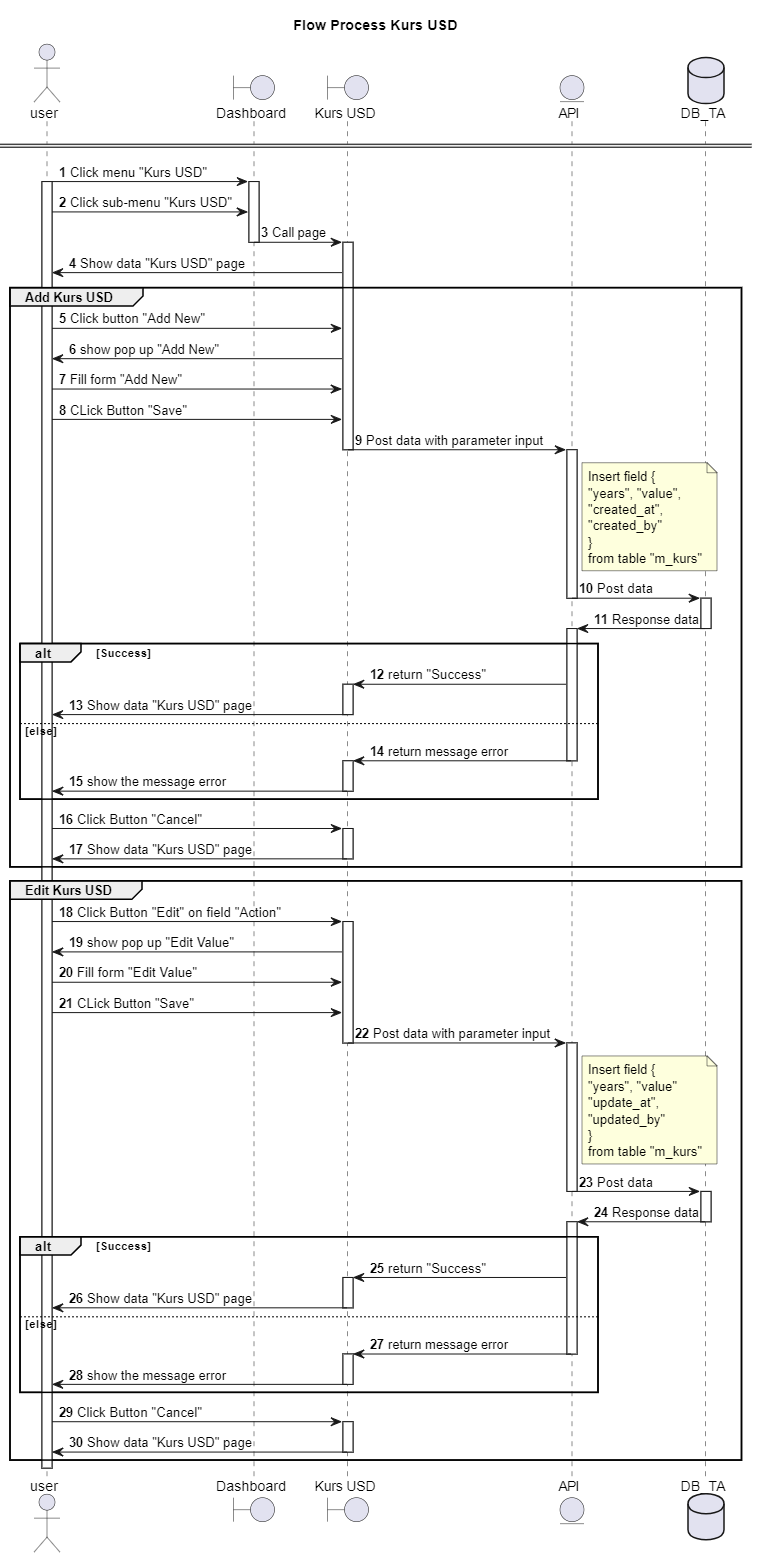 Flow Process Kurs USD
user
Dashboard
Kurs USD
API
DB_TA
1 Click menu "Kurs USD"
2 Click sub-menu "Kurs USD"
3 Call page
4 Show data "Kurs USD" page
Add Kurs USD
5 Click button "Add New"
6 show pop up "Add New"
7 Fill form "Add New"
8 CLick Button "Save"
9 Post data with parameter input
Insert field {
"years", "value",
"created_at",
"created_by"
}
from table "m_kurs"
10 Post data
11 Response data
alt
[Success]
12 return "Success"
13 Show data "Kurs USD" page
[else]
14 return message error
15 show the message error
16 Click Button "Cancel"
17 Show data "Kurs USD" page
Edit Kurs USD
18 Click Button "Edit" on field "Action"
19 show pop up "Edit Value"
20 Fill form "Edit Value"
21 CLick Button "Save"
22 Post data with parameter input
Insert field {
"years", "value"
"update_at",
"updated_by"
}
from table "m_kurs"
23 Post data
24 Response data
alt
[Success]
25 return "Success"
26 Show data "Kurs USD" page
[else]
27 return message error
28 show the message error
29 Click Button "Cancel"
30 Show data "Kurs USD" page
user
Dashboard
Kurs USD
API
DB_TA